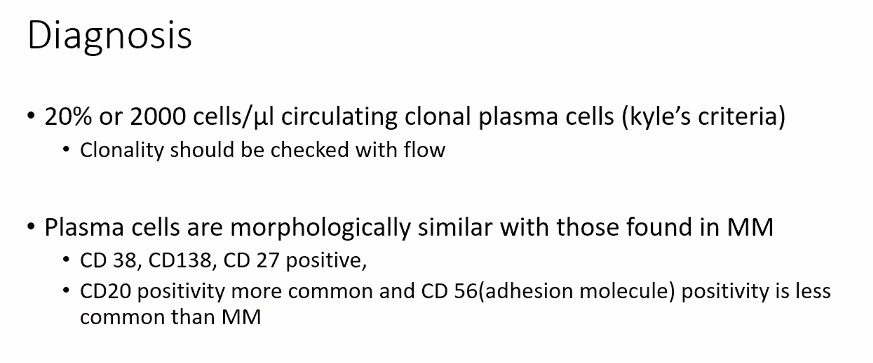 Diagnosis
• 20% or 2000 cells/µl circulating clonal plasma cells (kyle’s criteria)
• Clonality should be checked with flow
• Plasma cells are morphologically similar with those found in MM
• CD 38, CD138, CD 27 positive,
• CD20 positivity more common and CD 56(adhesion molecule) positivity is less
common than MM